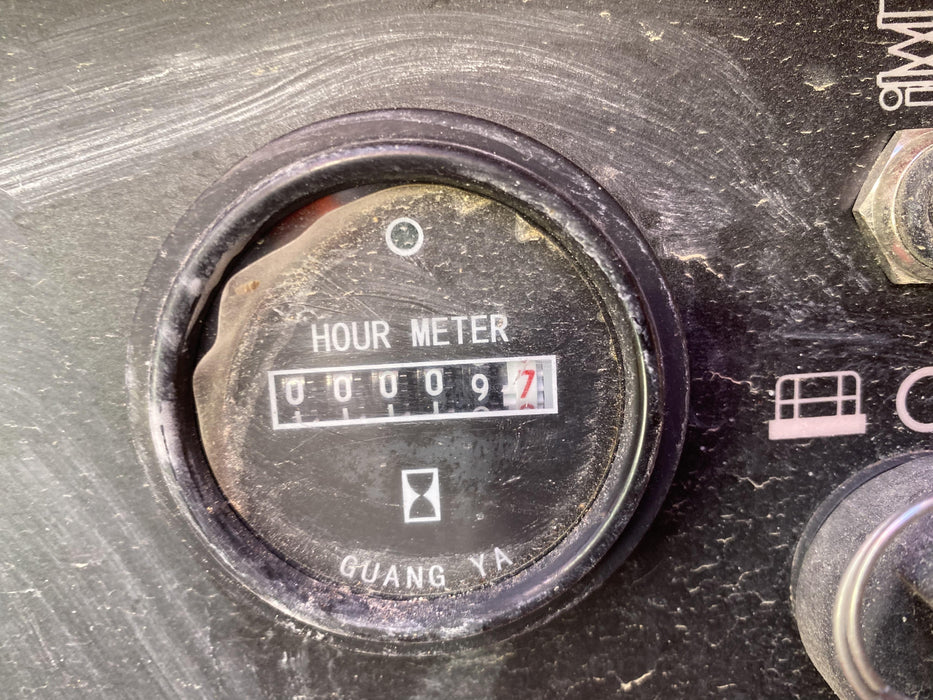 HOUR METER
000097
GUANG YA